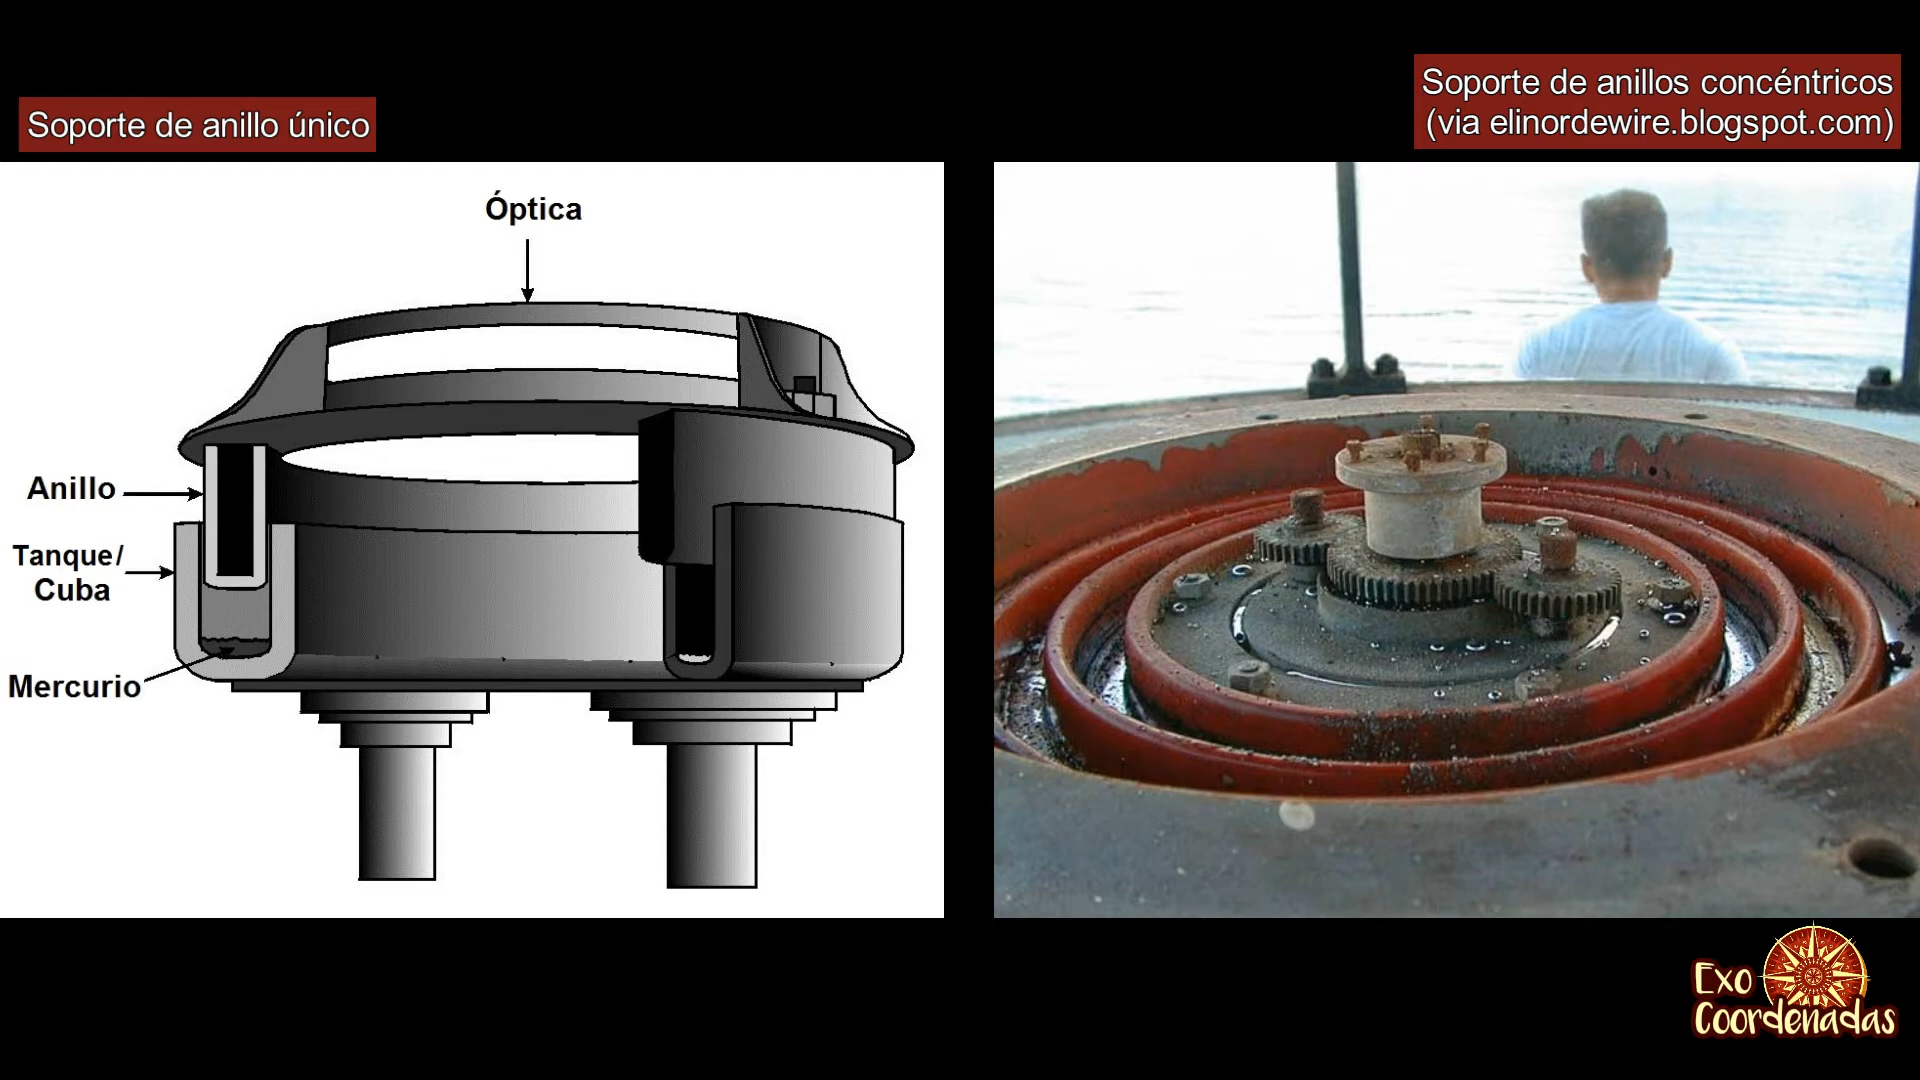 Soporte de anillo único
Soporte de anillos concéntricos
(via elinordewire.blogspot.com)
Óptica
Anillo
Tanque/
Cuba
Mercurio
Exo
Coordenadas